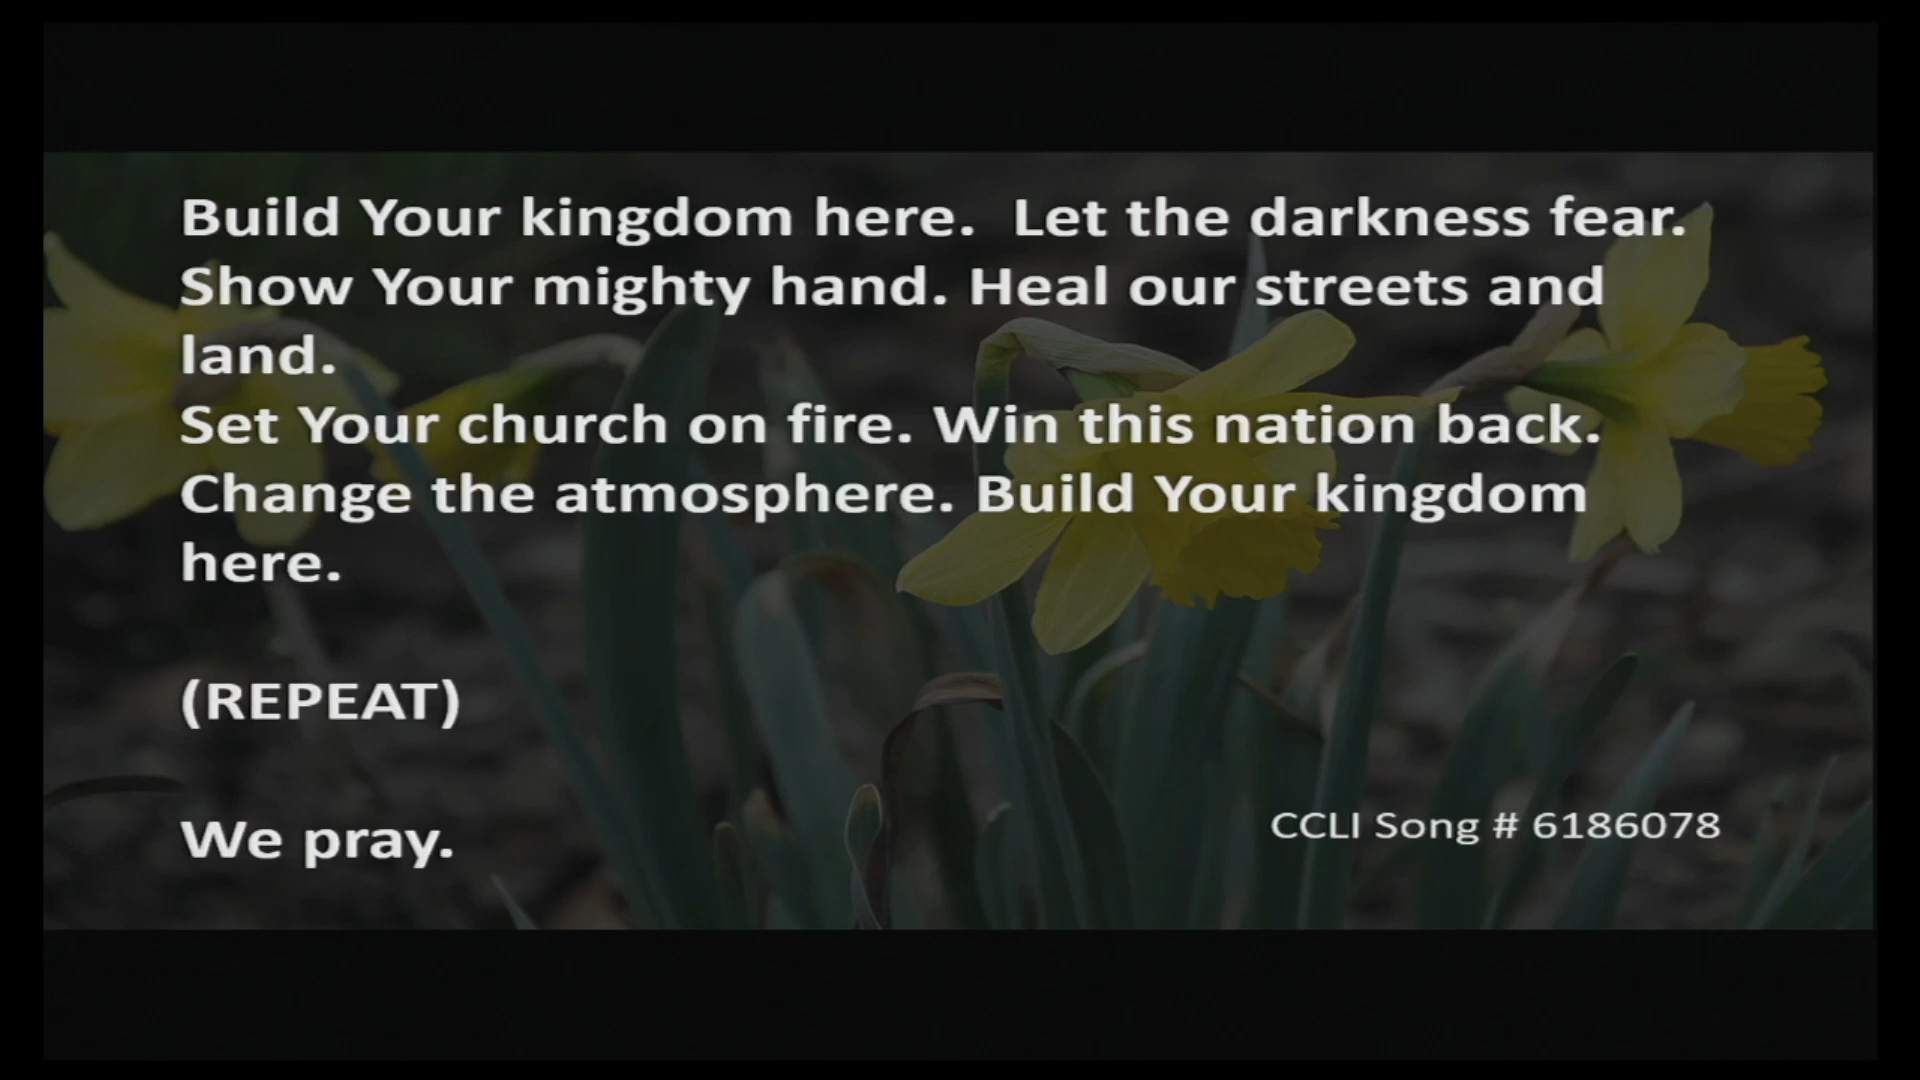 Build Your kingdom here.  Let the darkness fear.
Show Your mighty hand. Heal our streets and
land.
Set Your church on fire. Win this nation back.
Change the atmosphere. Build Your kingdom
here.
(REPEAT)
We pray.
CCLI Song # 6186078